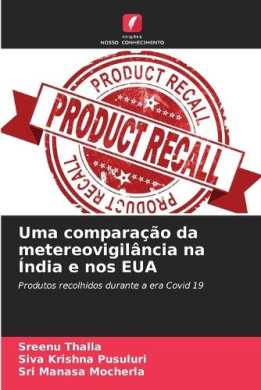 edições
NOSSO CONHECIMENTO
PRODUCT RECALL
PRODUCT RECALL
PRODUCT RECALL
Uma comparação da
metereovigilância na
Índia e nos EUA
Produtos recolhidos durante a era Covid 19
Sreenu Thalla
Siva Krishna Pusuluri
Sri Manasa Mocherla